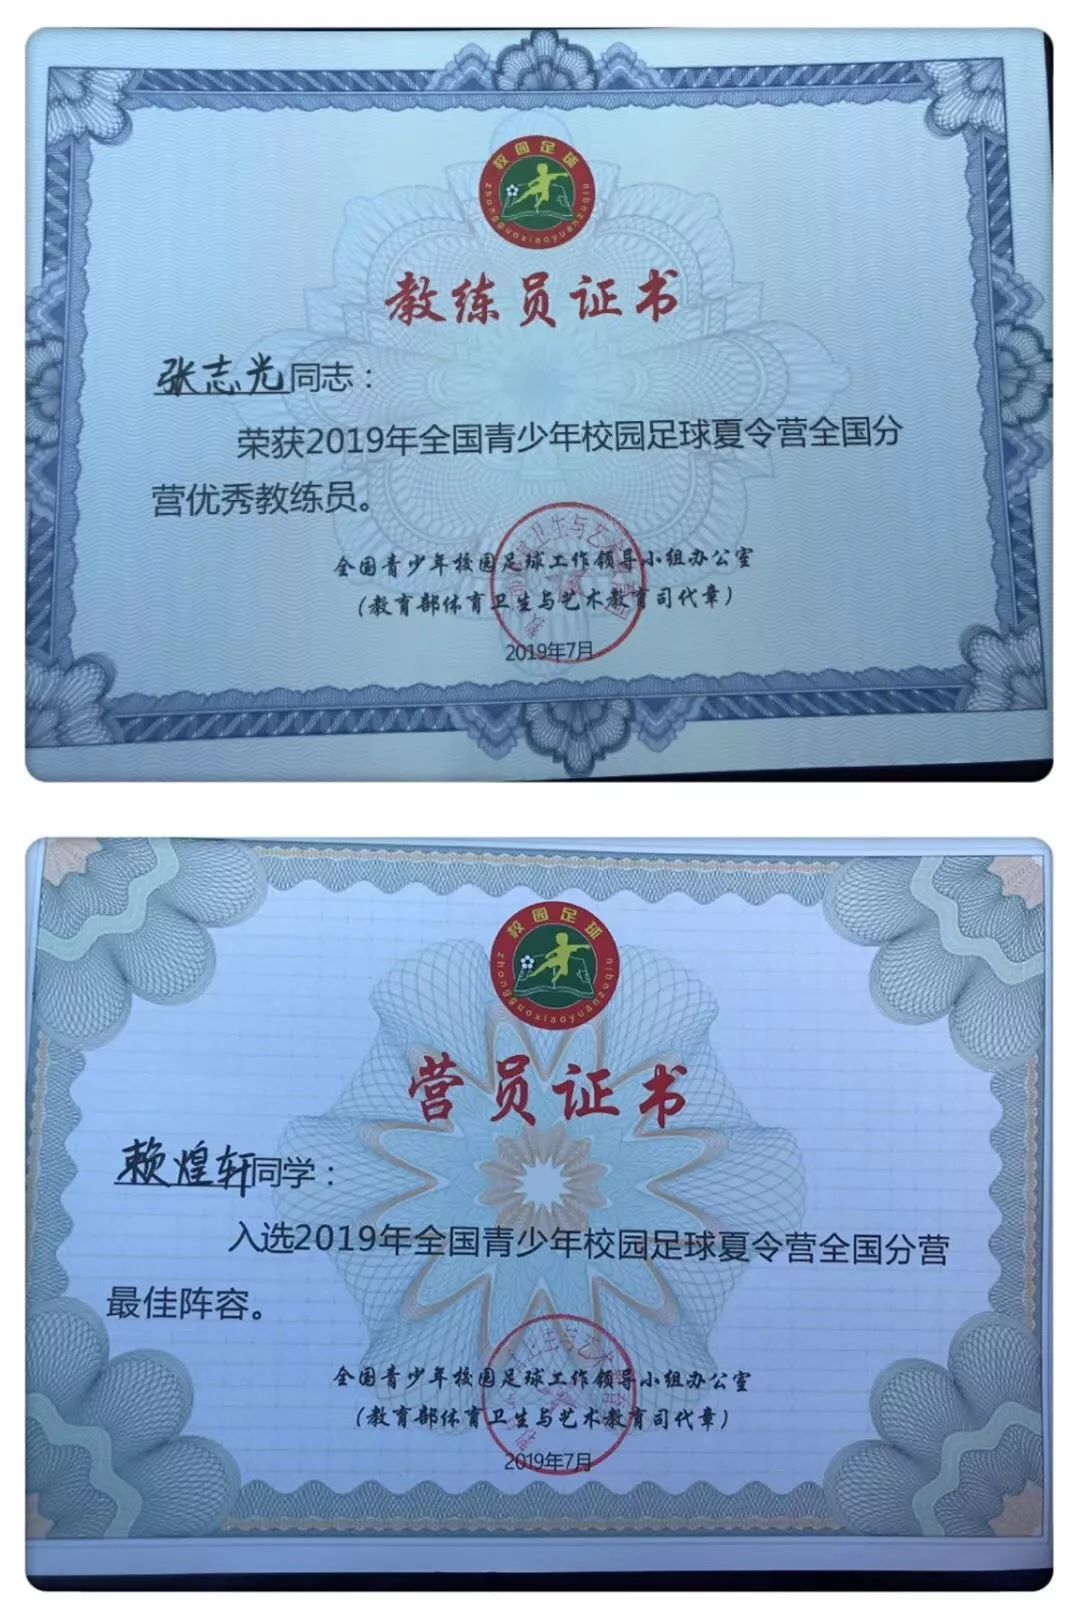 校园足球
zhongguoxiaoyuanzuqiu
教练员证书
张志光同志：
荣获2019年全国青少年校园足球夏令营全国分
营优秀教练员。
全国青少年校园足球工作领导小组办公室
（教育部体育卫生与艺术教育司代章）
2019年7月
校园足球
zhongguoxiaoyuanzuqiu
营员证书
赖煌轩同学：
入选2019年全国青少年校园足球夏令营全国分营
最佳阵容。
全国青少年校园足球工作领导小组办公室
（教育部体育卫生与艺术教育司代章）
2019年7月